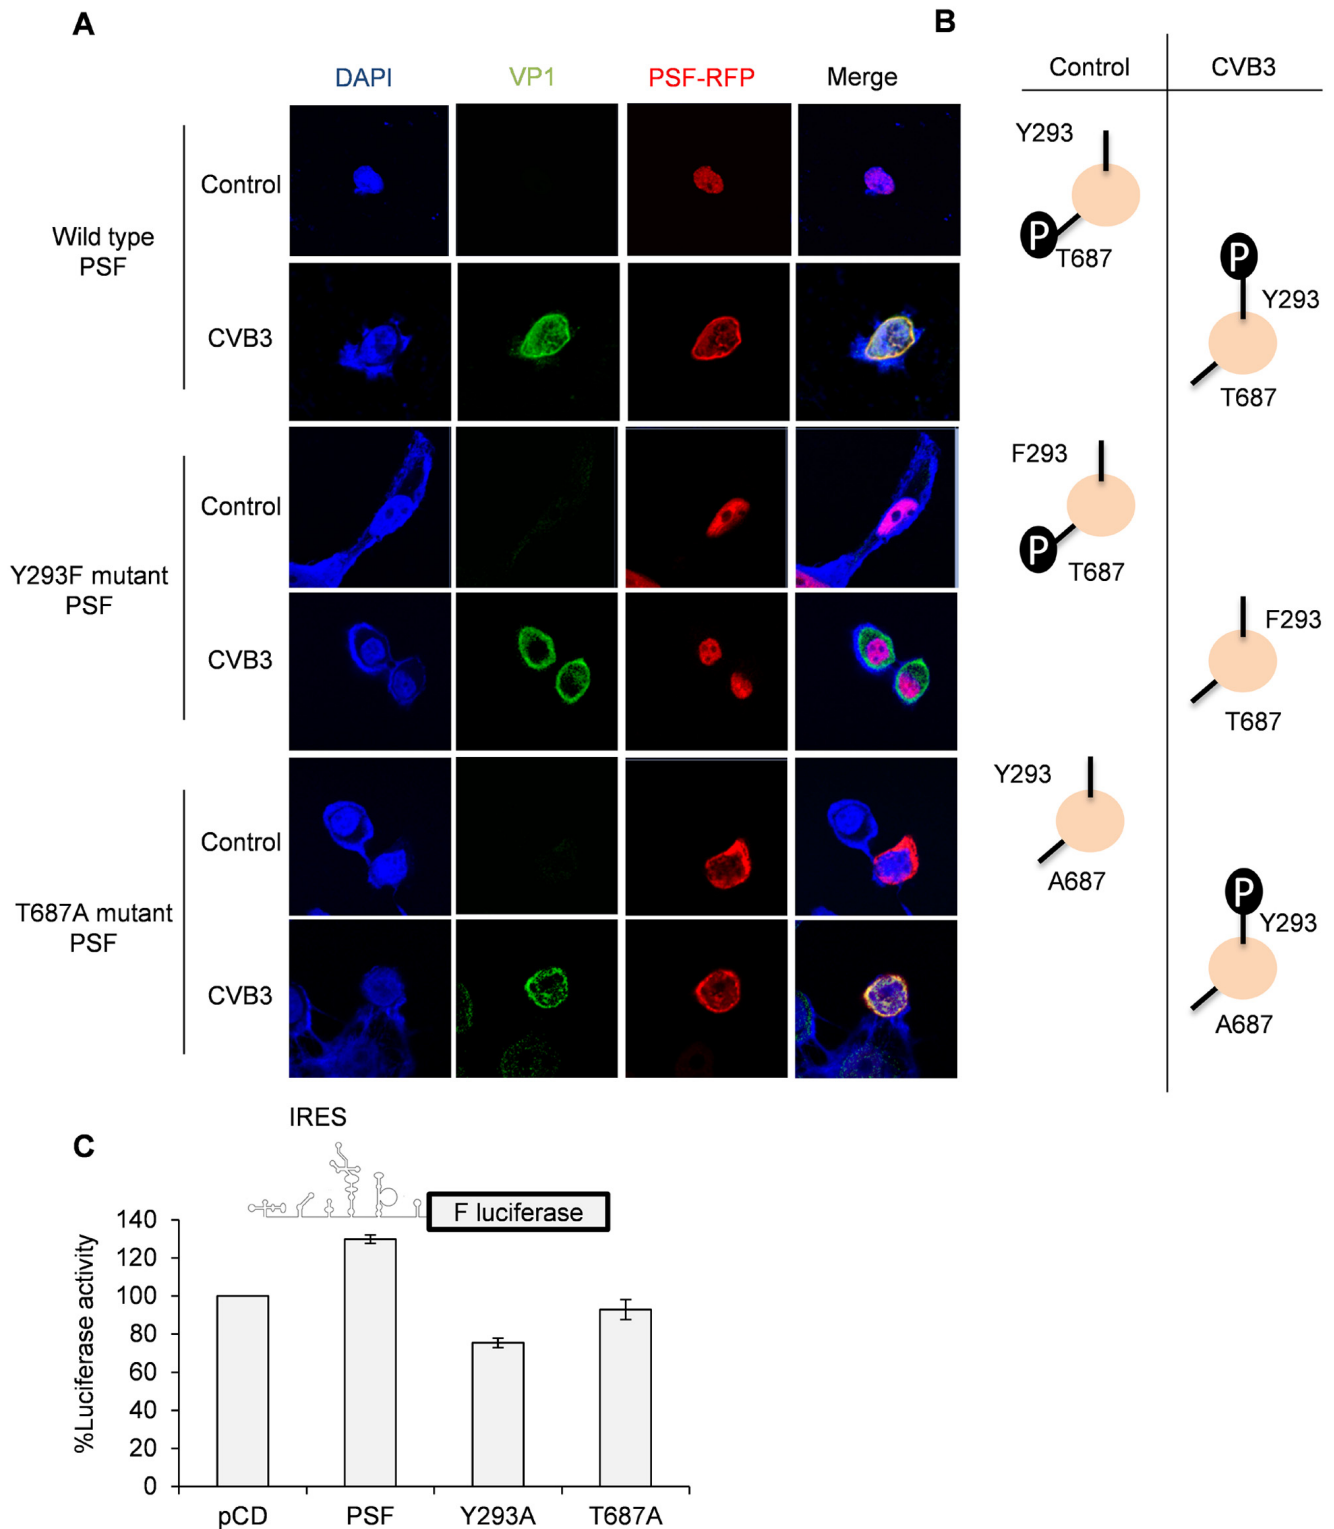 A
DAPI VP1 PSF-RFP Merge
Wild type
PSF
Control
CVB3
Y293F mutant
PSF
Control
CVB3
T687A mutant
PSF
Control
CVB3
B
Control CVB3
Y293
P
T687
P
Y293
T687
F293
P
T687
F293
T687
Y293
A687
P
Y293
A687
C
IRES
F luciferase
%Luciferase activity
140
120
100
80
60
40
20
0
pCD PSF Y293A T687A